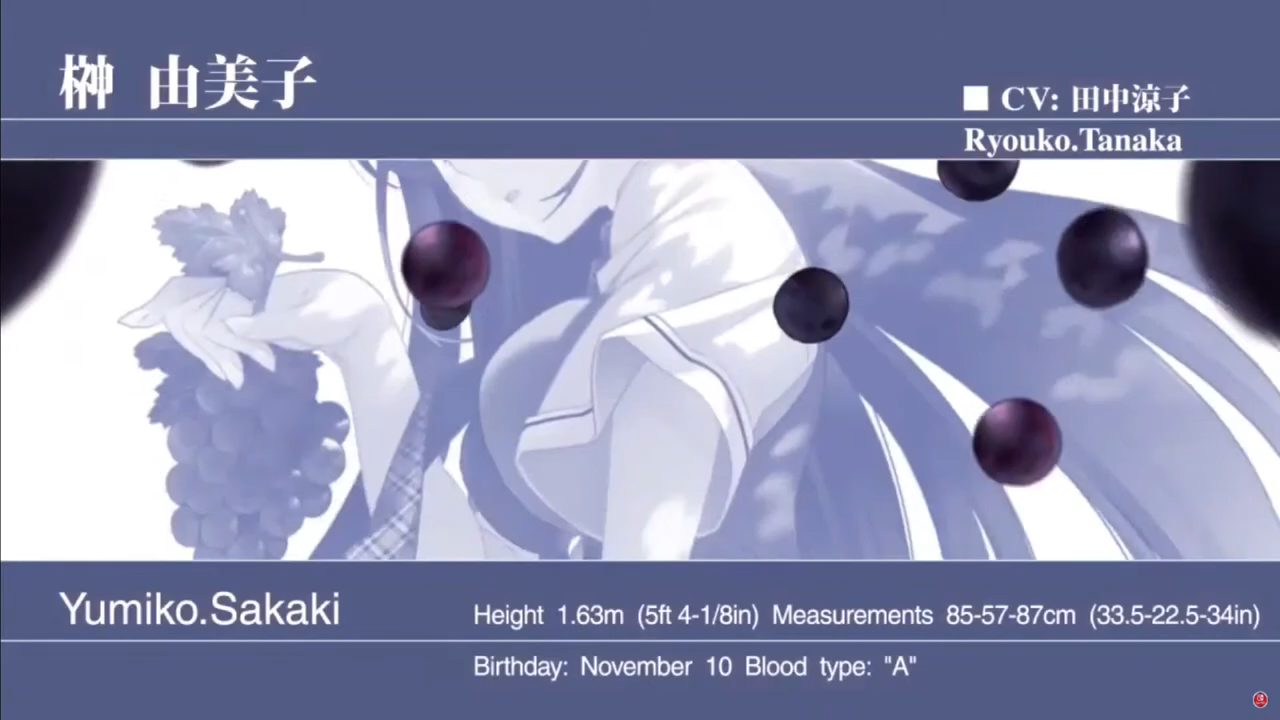 榊 由美子
■ CV: 田中涼子
Ryouko.Tanaka
Yumiko.Sakaki
Height 1.63m (5ft 4-1/8in) Measurements 85-57-87cm (33.5-22.5-34in)
Birthday: November 10 Blood type: "A"